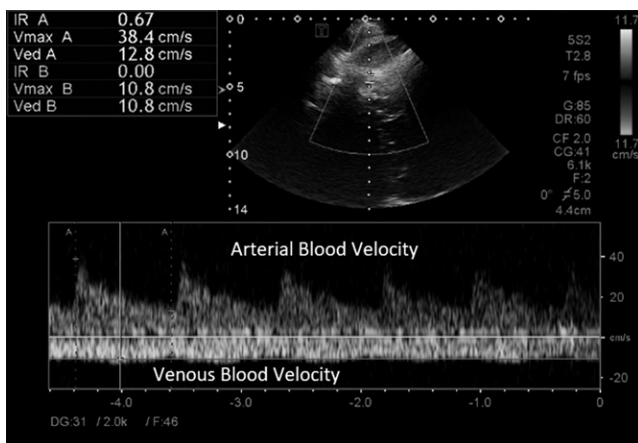 IR A 0.67
Vmax A 38.4 cm/s
Ved A 12.8 cm/s
IR B 0.00
Vmax B 10.8 cm/s
Ved B 10.8 cm/s
0
5
10
14
11.7
11.7
cm/s
5S2
T2.8
7 fps
G:85
DR:60
CF 2.0
CG:41
6.1k
F:2
0° ≠5.0
4.4cm
A
A
Arterial Blood Velocity
Venous Blood Velocity
40
20
cm/s
-20
-4.0 -3.0 -2.0 -1.0 0
DG:31 / 2.0k / F:46